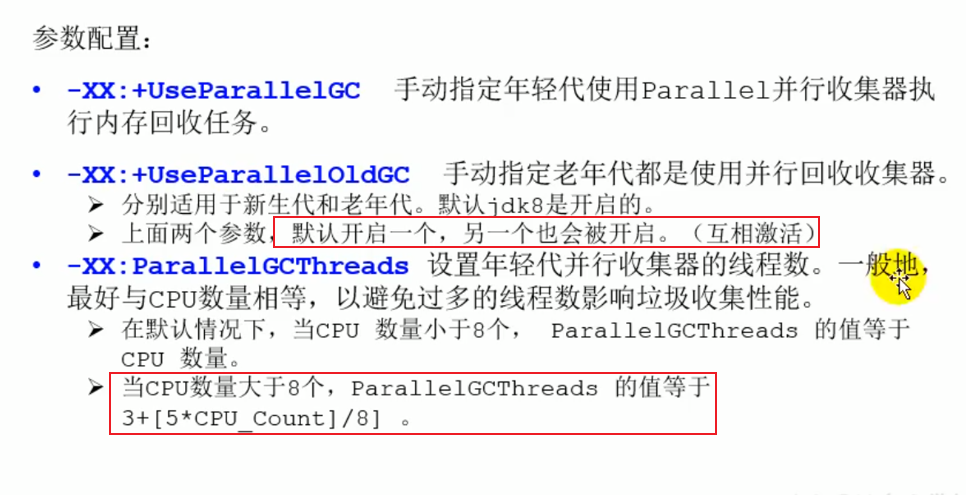 参数配置：
• -XX:+UseParallelGC 手动指定年轻代使用Parallel并行收集器执
行内存回收任务。
• -XX:+UseParallelOldGC 手动指定老年代都是使用并行回收收集器。
➢ 分别适用于新生代和老年代。默认jdk8是开启的。
➢ 上面两个参数，默认开启一个，另一个也会被开启。（互相激活）
• -XX:ParallelGCThreads 设置年轻代并行收集器的线程数。一般地，
最好与CPU数量相等，以避免过多的线程数影响垃圾收集性能。
➢ 在默认情况下，当CPU 数量小于8个， ParallelGCThreads 的值等于
CPU 数量。
➢ 当CPU数量大于8个，ParallelGCThreads 的值等于
3+[5*CPU_Count]/8] 。